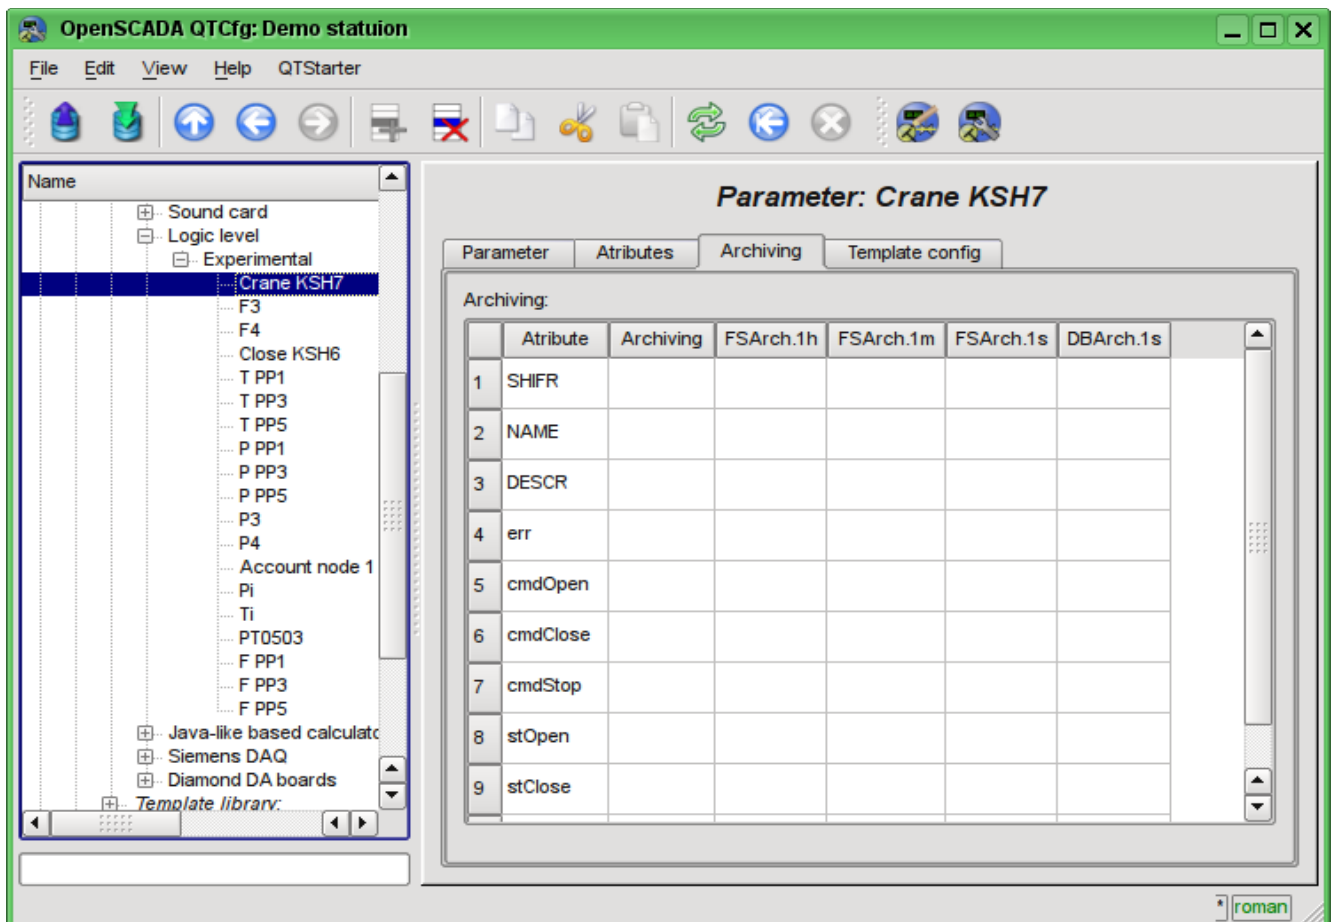 OpenSCADA QTCfg: Demo statuion
File Edit View Help QTStarter
Name
Sound card
Logic level
Experimental
Crane KSH7
F3
F4
Close KSH6
T PP1
T PP3
T PP5
P PP1
P PP3
P PP5
P3
P4
Account node 1
Pi
Ti
PT0503
F PP1
F PP3
F PP5
Java-like based calculato
Siemens DAQ
Diamond DA boards
Template library:
Parameter: Crane KSH7
Parameter Atributes Archiving Template config
Archiving:
Atribute Archiving FSArch.1h FSArch.1m FSArch.1s DBArch.1s
1 SHIFR
2 NAME
3 DESCR
4 err
5 cmdOpen
6 cmdClose
7 cmdStop
8 stOpen
9 stClose
* roman